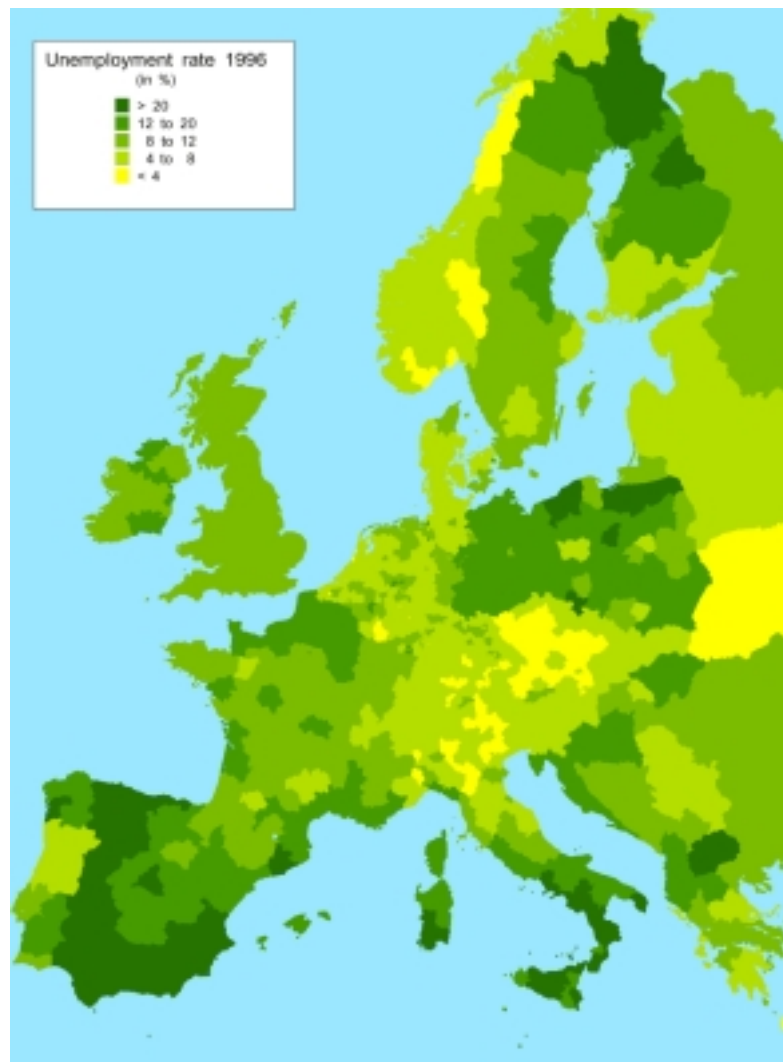 Unemployment rate 1996
(in %)
> 20
12 to 20
8 to 12
4 to 8
< 4